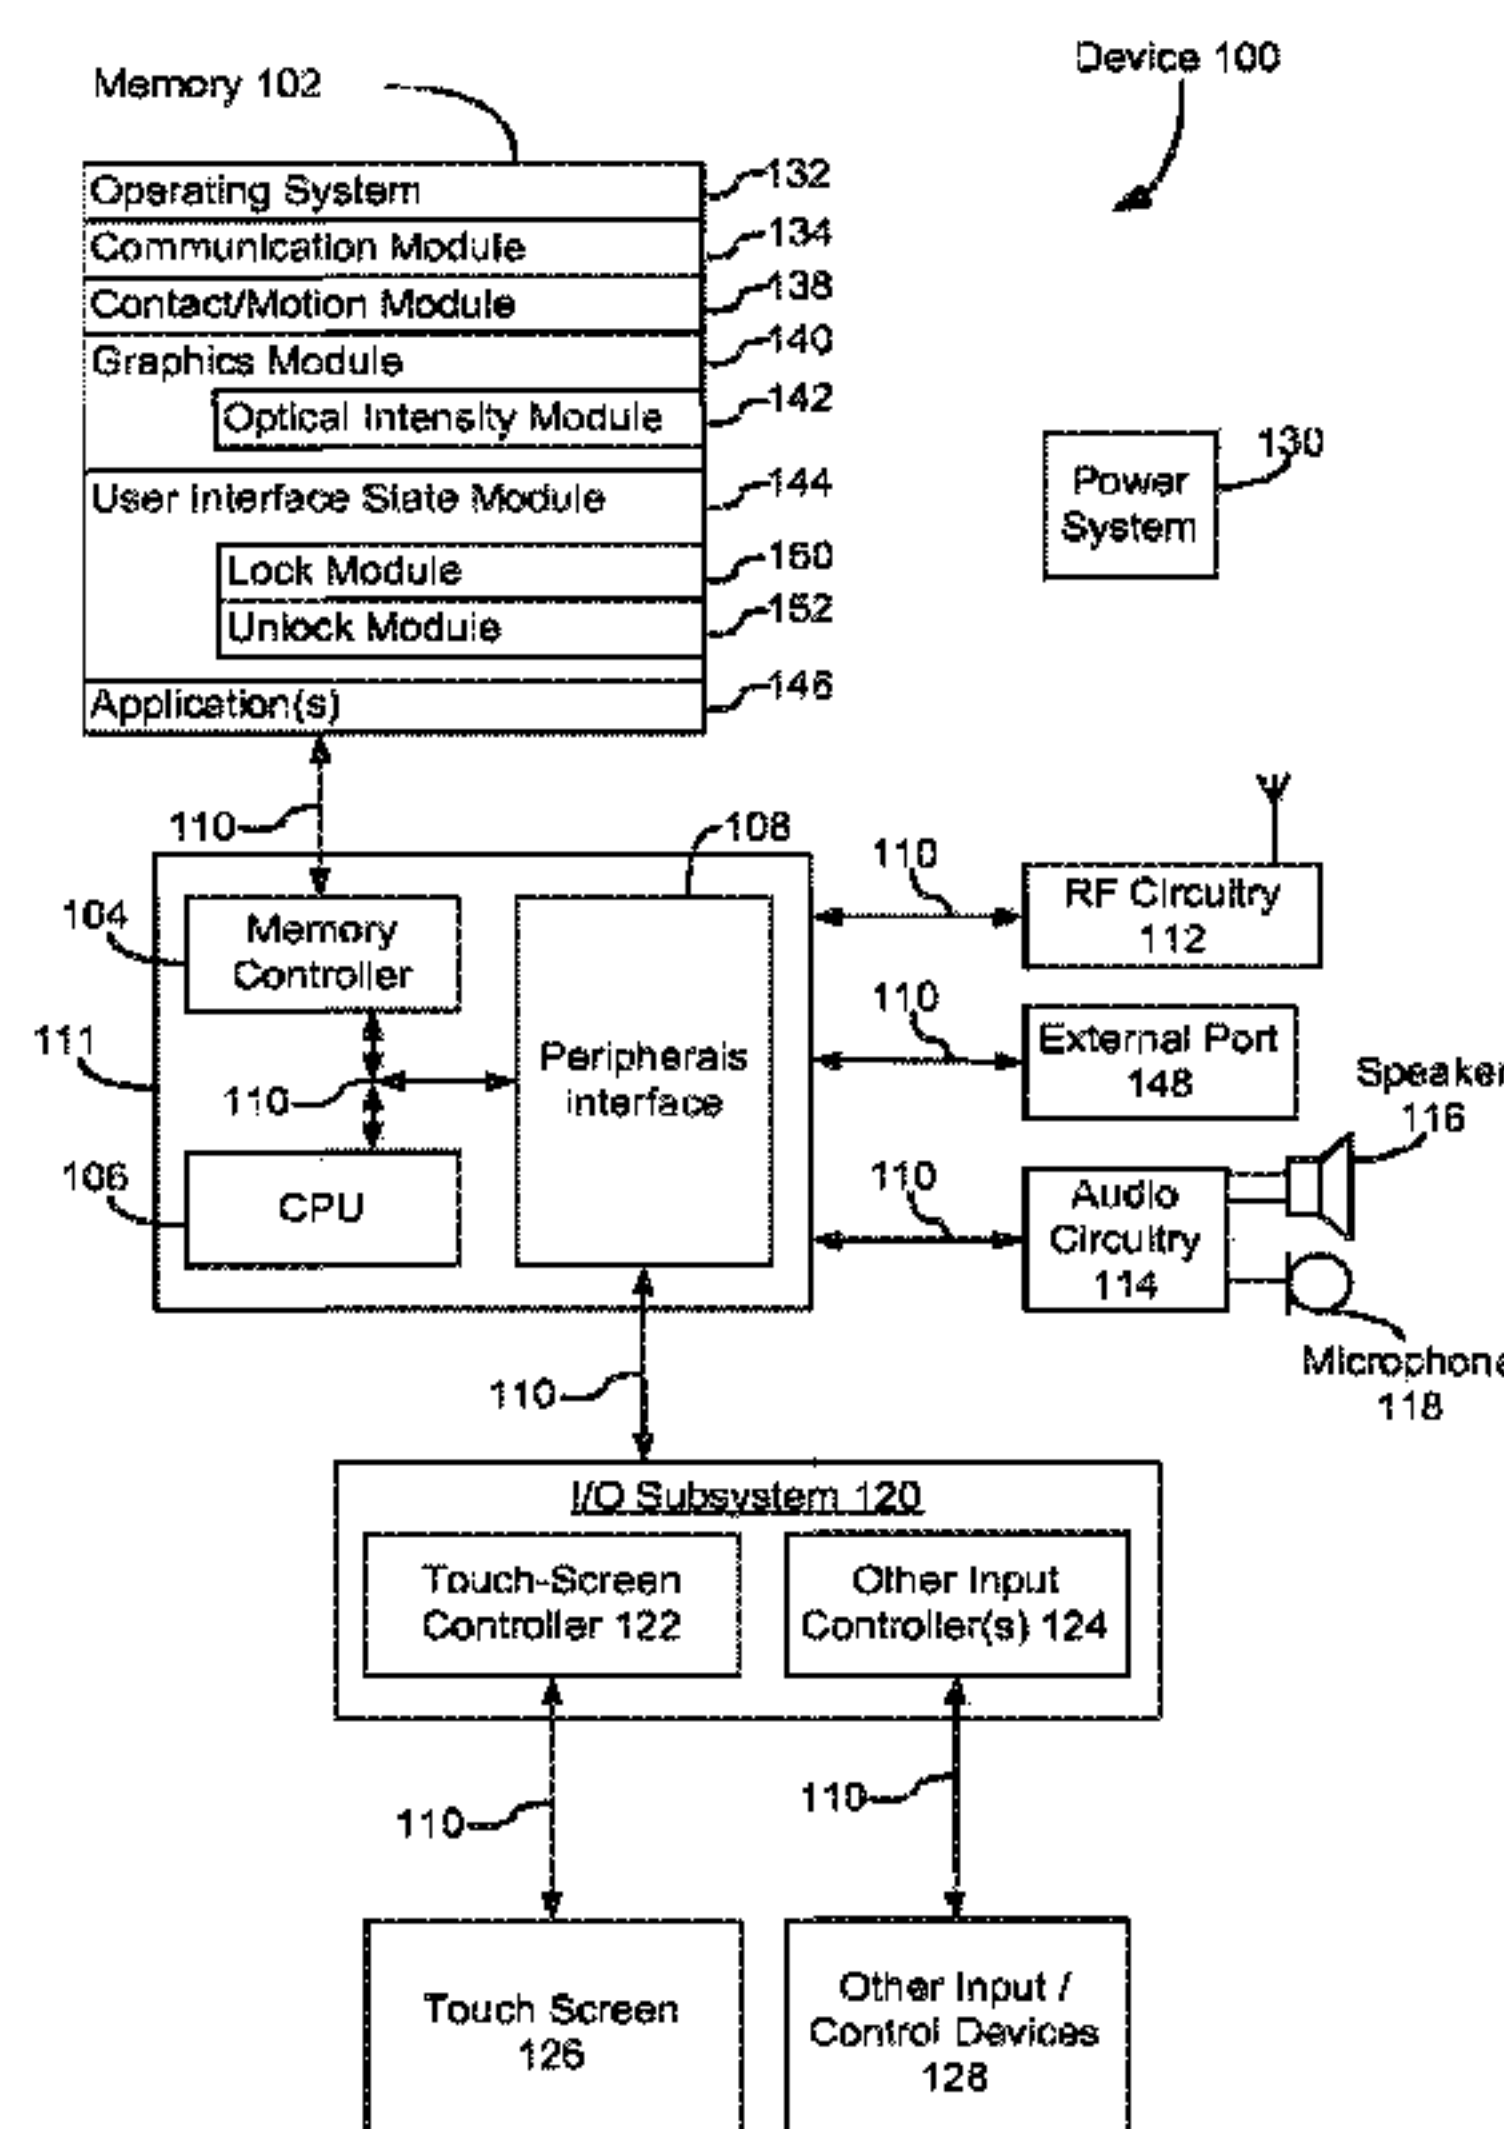 Device 100
Memory 102
Operating System
132
Communication Module
134
Contact/Motion Module
138
Graphics Module
140
Optical Intensity Module
142
User Interface State Module
144
Lock Module
150
Unlock Module
152
Application(s)
146
Power
System
130
110
108
104
Memory
Controller
111
110
Peripherals
interface
106
CPU
110
RF Circuitry
112
110
External Port
148
Speaker
116
110
Audio
Circuitry
114
Microphone
118
110
I/O Subsystem 120
Touch-Screen
Controller 122
Other Input
Controller(s) 124
110
110
Touch Screen
126
Other Input /
Control Devices
128